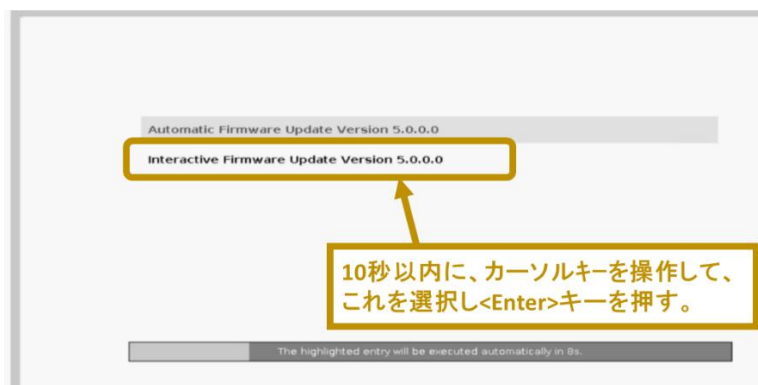 Automatic Firmware Update Version 5.0.0.0
Interactive Firmware Update Version 5.0.0.0
10秒以内に、カーソルキーを操作して、
これを選択し<Enter>キーを押す。
The highlighted entry will be executed automatically in 8s.